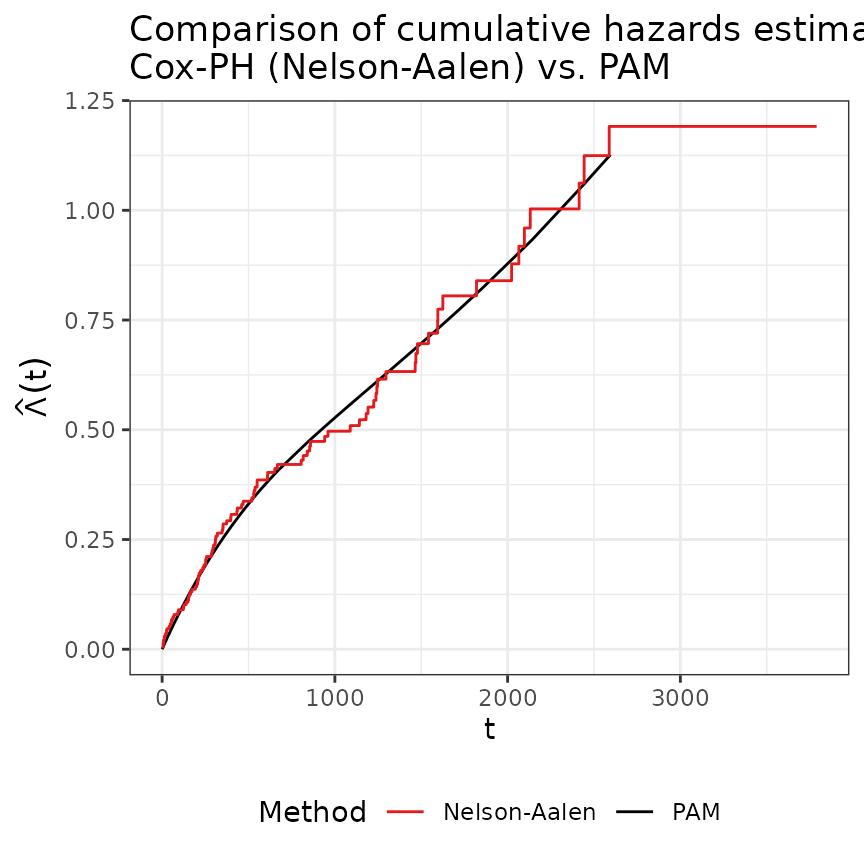 Comparison of cumulative hazards estima
Cox-PH (Nelson-Aalen) vs. PAM
1.25
1.00
0.75
0.50
0.25
0.00
Λ̂(t)
0 1000 2000 3000
t
Method Nelson-Aalen PAM